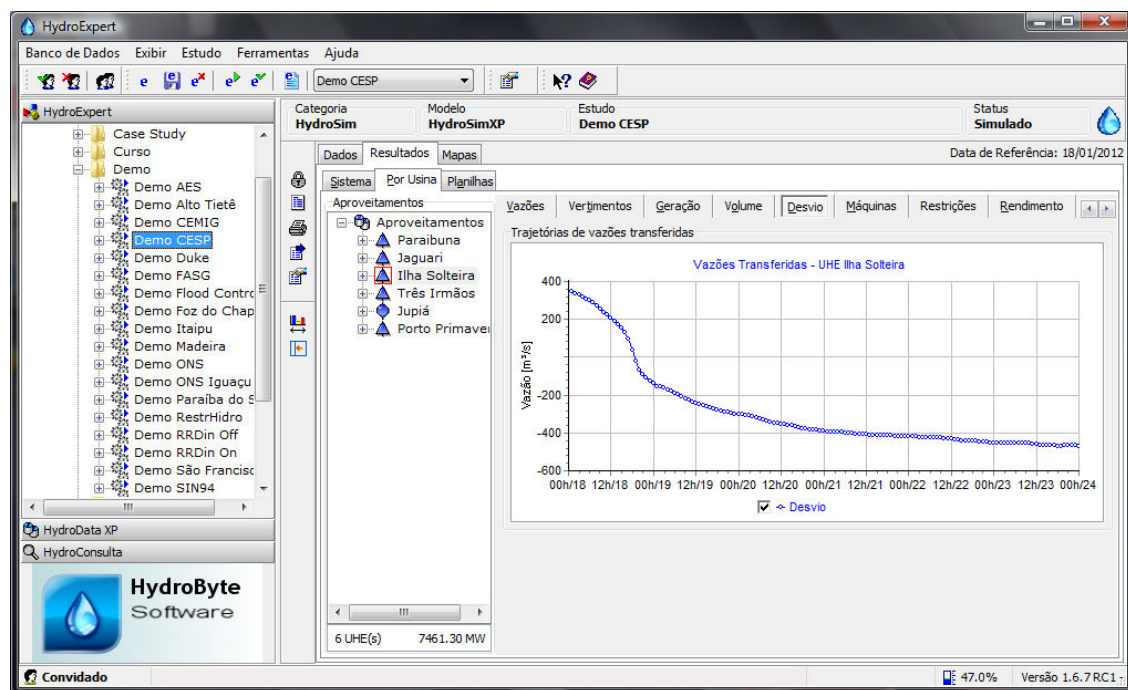 HydroExpert
Banco de Dados Exibir Estudo Ferramentas Ajuda
Demo CESP
HydroExpert
Case Study
Curso
Demo
Demo AES
Demo Alto Tietê
Demo CEMIG
Demo CESP
Demo Duke
Demo FASG
Demo Flood Contrc
Demo Foz do Chap
Demo Itaipu
Demo Madeira
Demo ONS
Demo ONS Iguaçu
Demo Paraíba do S
Demo RestrHidro
Demo RRDin Off
Demo RRDin On
Demo São Francisc
Demo SIN94
HydroData XP
HydroConsulta
HydroByte
Software
Categoria Modelo Estudo Status
HydroSim HydroSimXP Demo CESP Simulado
Dados Resultados Mapas Data de Referência: 18/01/2012
Sistema Por Usina Planilhas
Aproveitamentos
Aproveitamentos
Paraibuna
Jaguari
Ilha Solteira
Três Irmãos
Jupiá
Porto Primaver
6 UHE(s) 7461.30 MW
Vazões Vertimentos Geração Volume Desvio Máquinas Restrições Rendimento
Trajetórias de vazões transferidas
Vazões Transferidas - UHE Ilha Solteira
Vazão [m³/s]
400
200
-200
-400
-600
00h/18 12h/18 00h/19 12h/19 00h/20 12h/20 00h/21 12h/21 00h/22 12h/22 00h/23 12h/23 00h/24
Desvio
Convidado 47.0% Versão 1.6.7 RC1 -